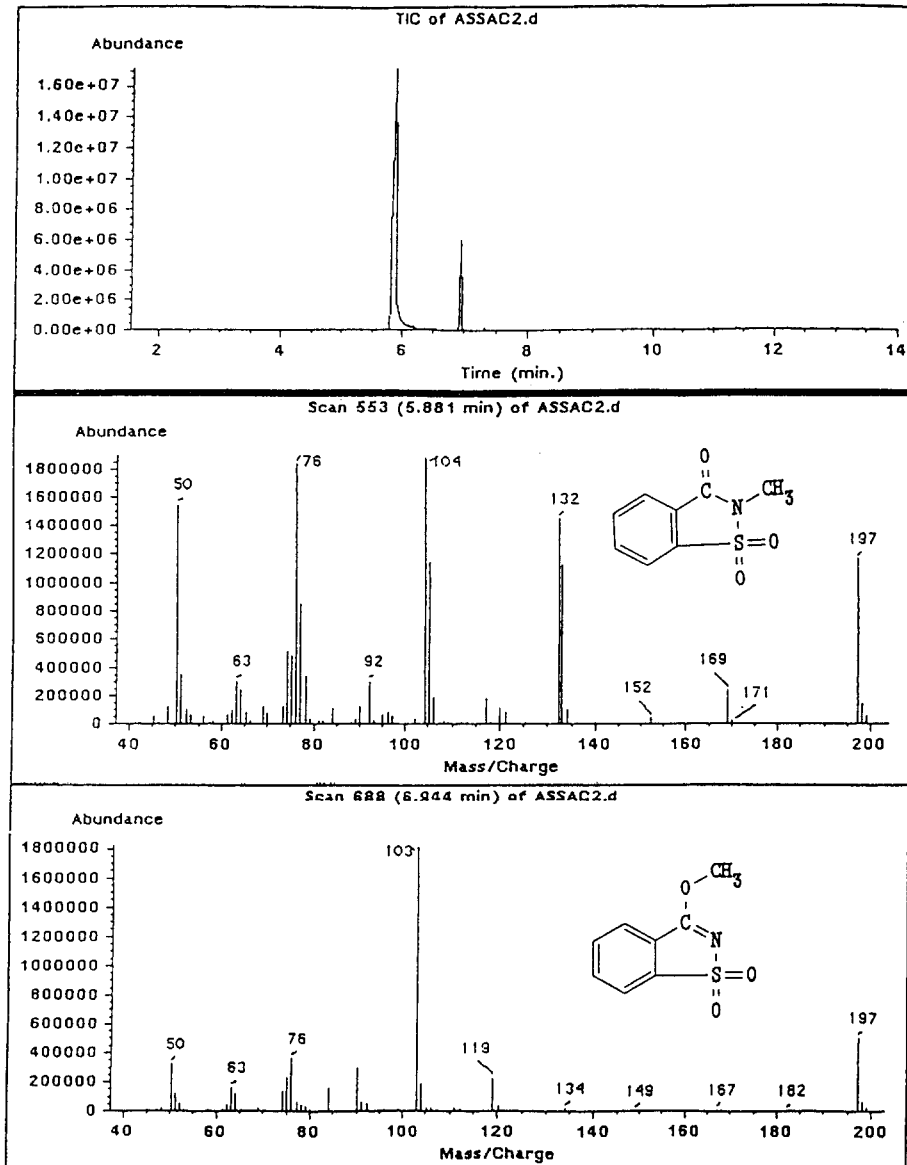 TIC of ASSAC2.d
Abundance
1.60e+07
1.40e+07
1.20e+07
1.00e+07
8.00e+06
6.00e+06
4.00e+06
2.00e+06
0.00e+00
2 4 6 8 10 12 14
Time (min.)
Scan 553 (5.881 min) of ASSAC2.d
Abundance
1800000
1600000
1400000
1200000
1000000
800000
600000
400000
200000
0
50 63 76 92 104 132 152 169 171 197
O
C N CH3
S=O
O
40 60 80 100 120 140 160 180 200
Mass/Charge
Scan 688 (6.944 min) of ASSAC2.d
Abundance
1800000
1600000
1400000
1200000
1000000
800000
600000
400000
200000
0
50 63 76 103 119 134 149 167 182 197
O CH3
C=N
S=O
O
40 60 80 100 120 140 160 180 200
Mass/Charge